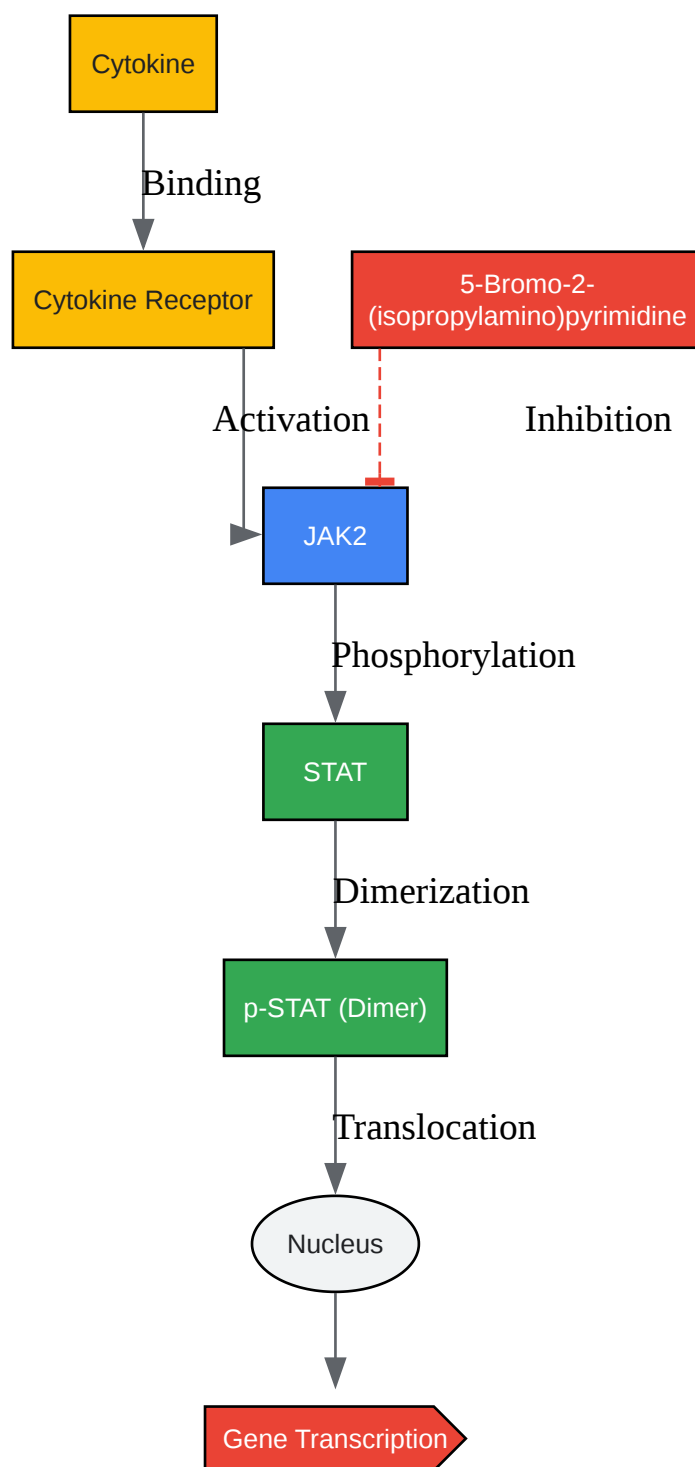 Cytokine
Binding
Cytokine Receptor
5-Bromo-2-
(isopropylamino)pyrimidine
Activation
Inhibition
JAK2
Phosphorylation
STAT
Dimerization
p-STAT (Dimer)
Translocation
Nucleus
Gene Transcription